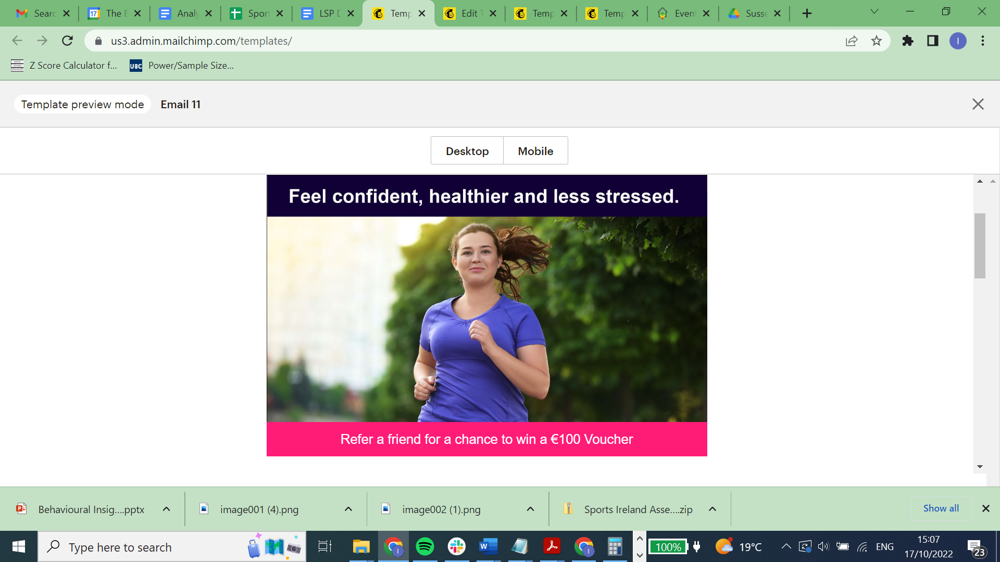 Searc
The E
Analy
Sport
LSP D
Temp
Edit T
Temp
Temp
Even
Susse
us3.admin.mailchimp.com/templates/
Z Score Calculator f...
UBC Power/Sample Size...
Template preview mode Email 11
Desktop Mobile
Feel confident, healthier and less stressed.
Refer a friend for a chance to win a €100 Voucher
Behavioural Insig....pptx
image001 (4).png
image002 (1).png
Sports Ireland Asse....zip
Show all
Type here to search
100%
19°C
ENG
15:07
17/10/2022
23